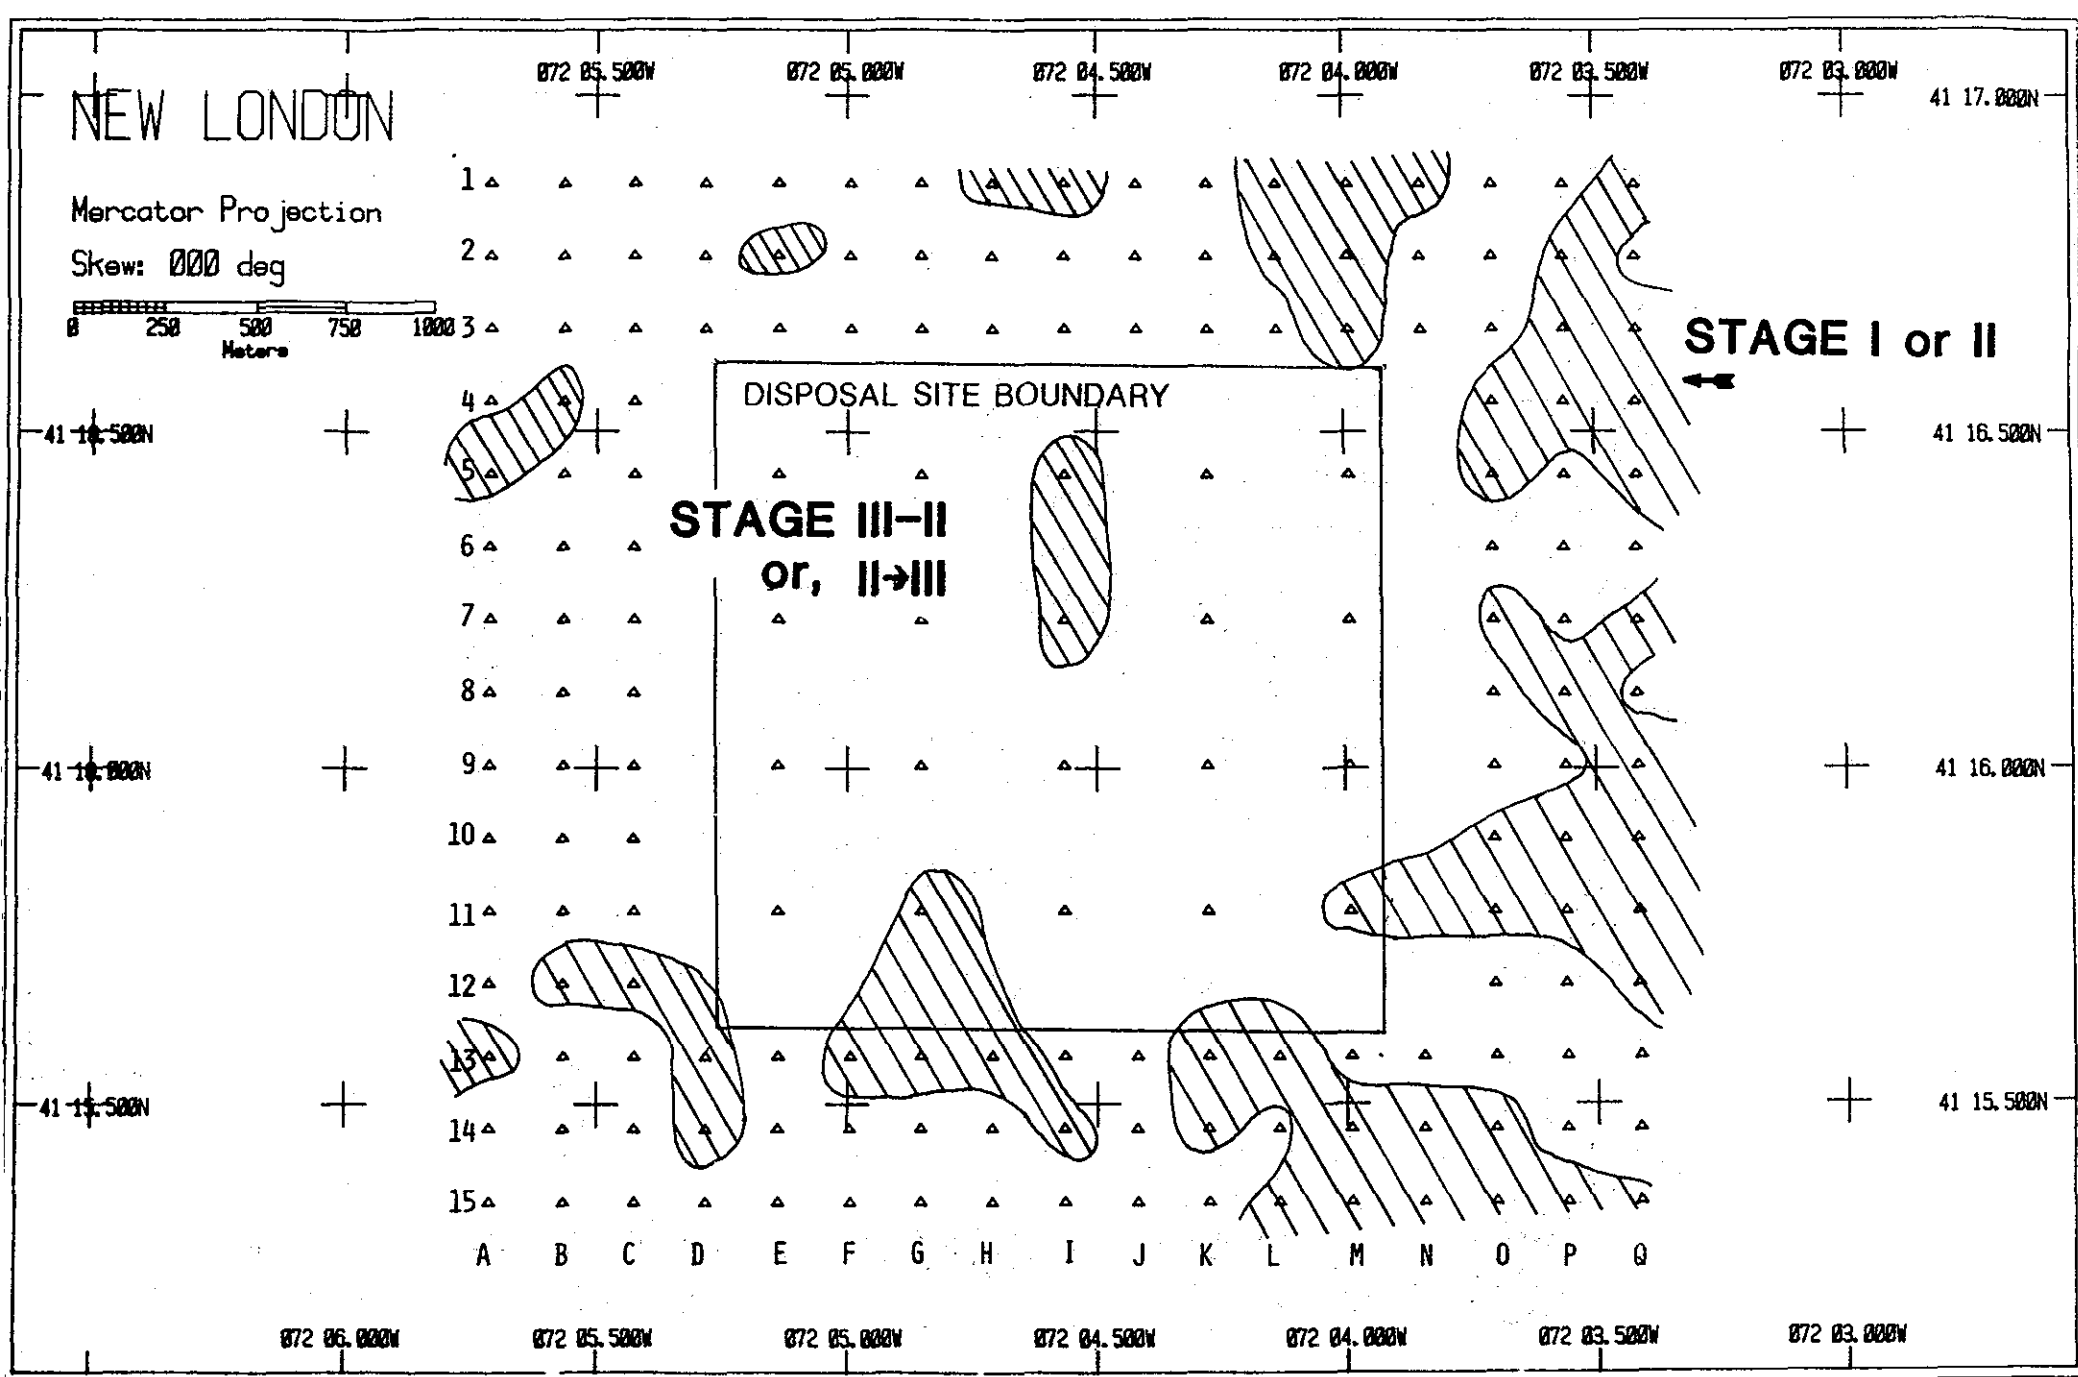 072 05.500W 072 05.000W 072 04.500W 072 04.000W 072 03.500W 072 03.000W
41 17.000N
NEW LONDON
Mercator Projection
Skew: 000 deg
0 250 500 750 1000
Meters
1
2
3
STAGE I or II
4
DISPOSAL SITE BOUNDARY
41 16.500N
41 16.500N
5
STAGE III–II
or, II→III
6
7
8
9
41 16.000N
41 16.000N
10
11
12
13
41 15.500N
41 15.500N
14
15
A B C D E F G H I J K L M N O P Q
072 06.000W 072 05.500W 072 05.000W 072 04.500W 072 04.000W 072 03.500W 072 03.000W